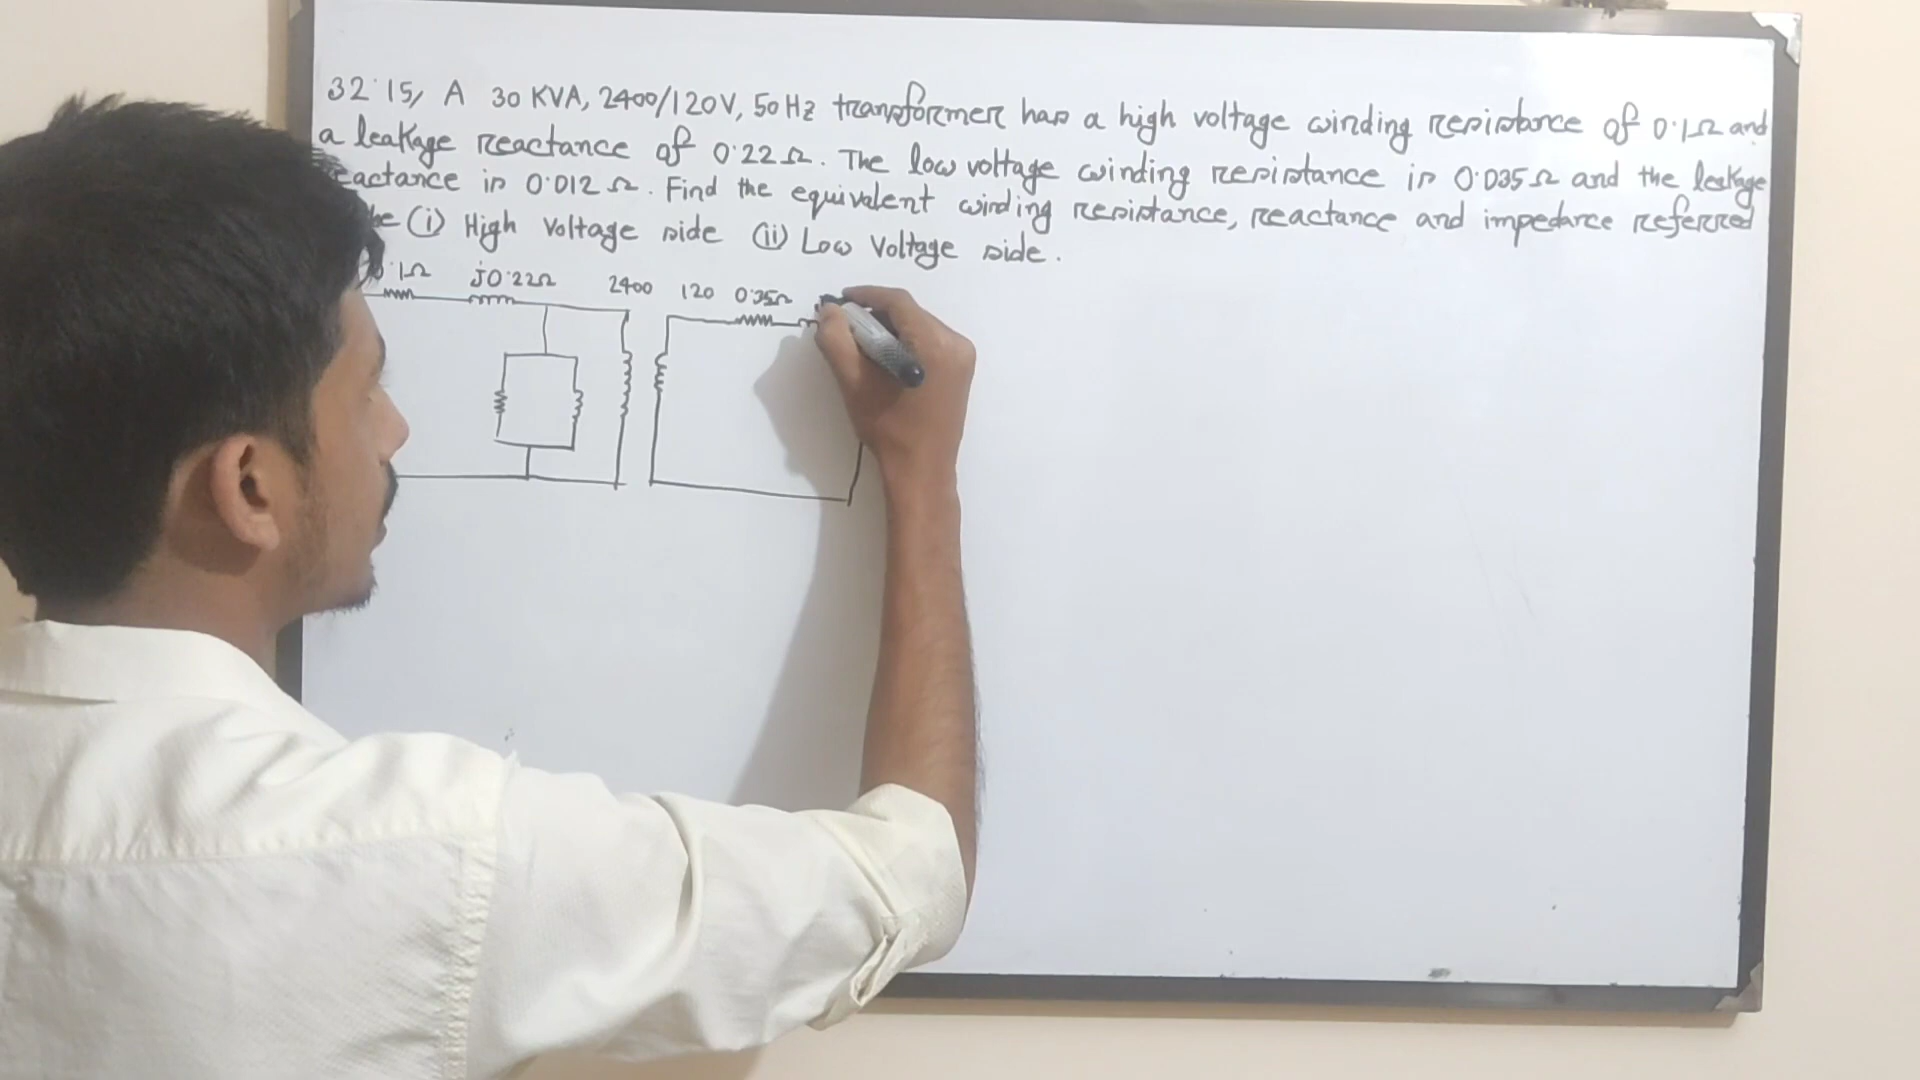 32.15, A 30 KVA, 2400/120V, 50 Hz transformer has a high voltage winding resistance of 0.1Ω and
a leakage reactance of 0.22Ω. The low voltage winding resistance is 0.035Ω and the leakage
reactance is 0.012Ω. Find the equivalent winding resistance, reactance and impedance referred
(i) High voltage side (ii) Low Voltage side.
0.1Ω j0.22Ω 2400 120 0.35Ω